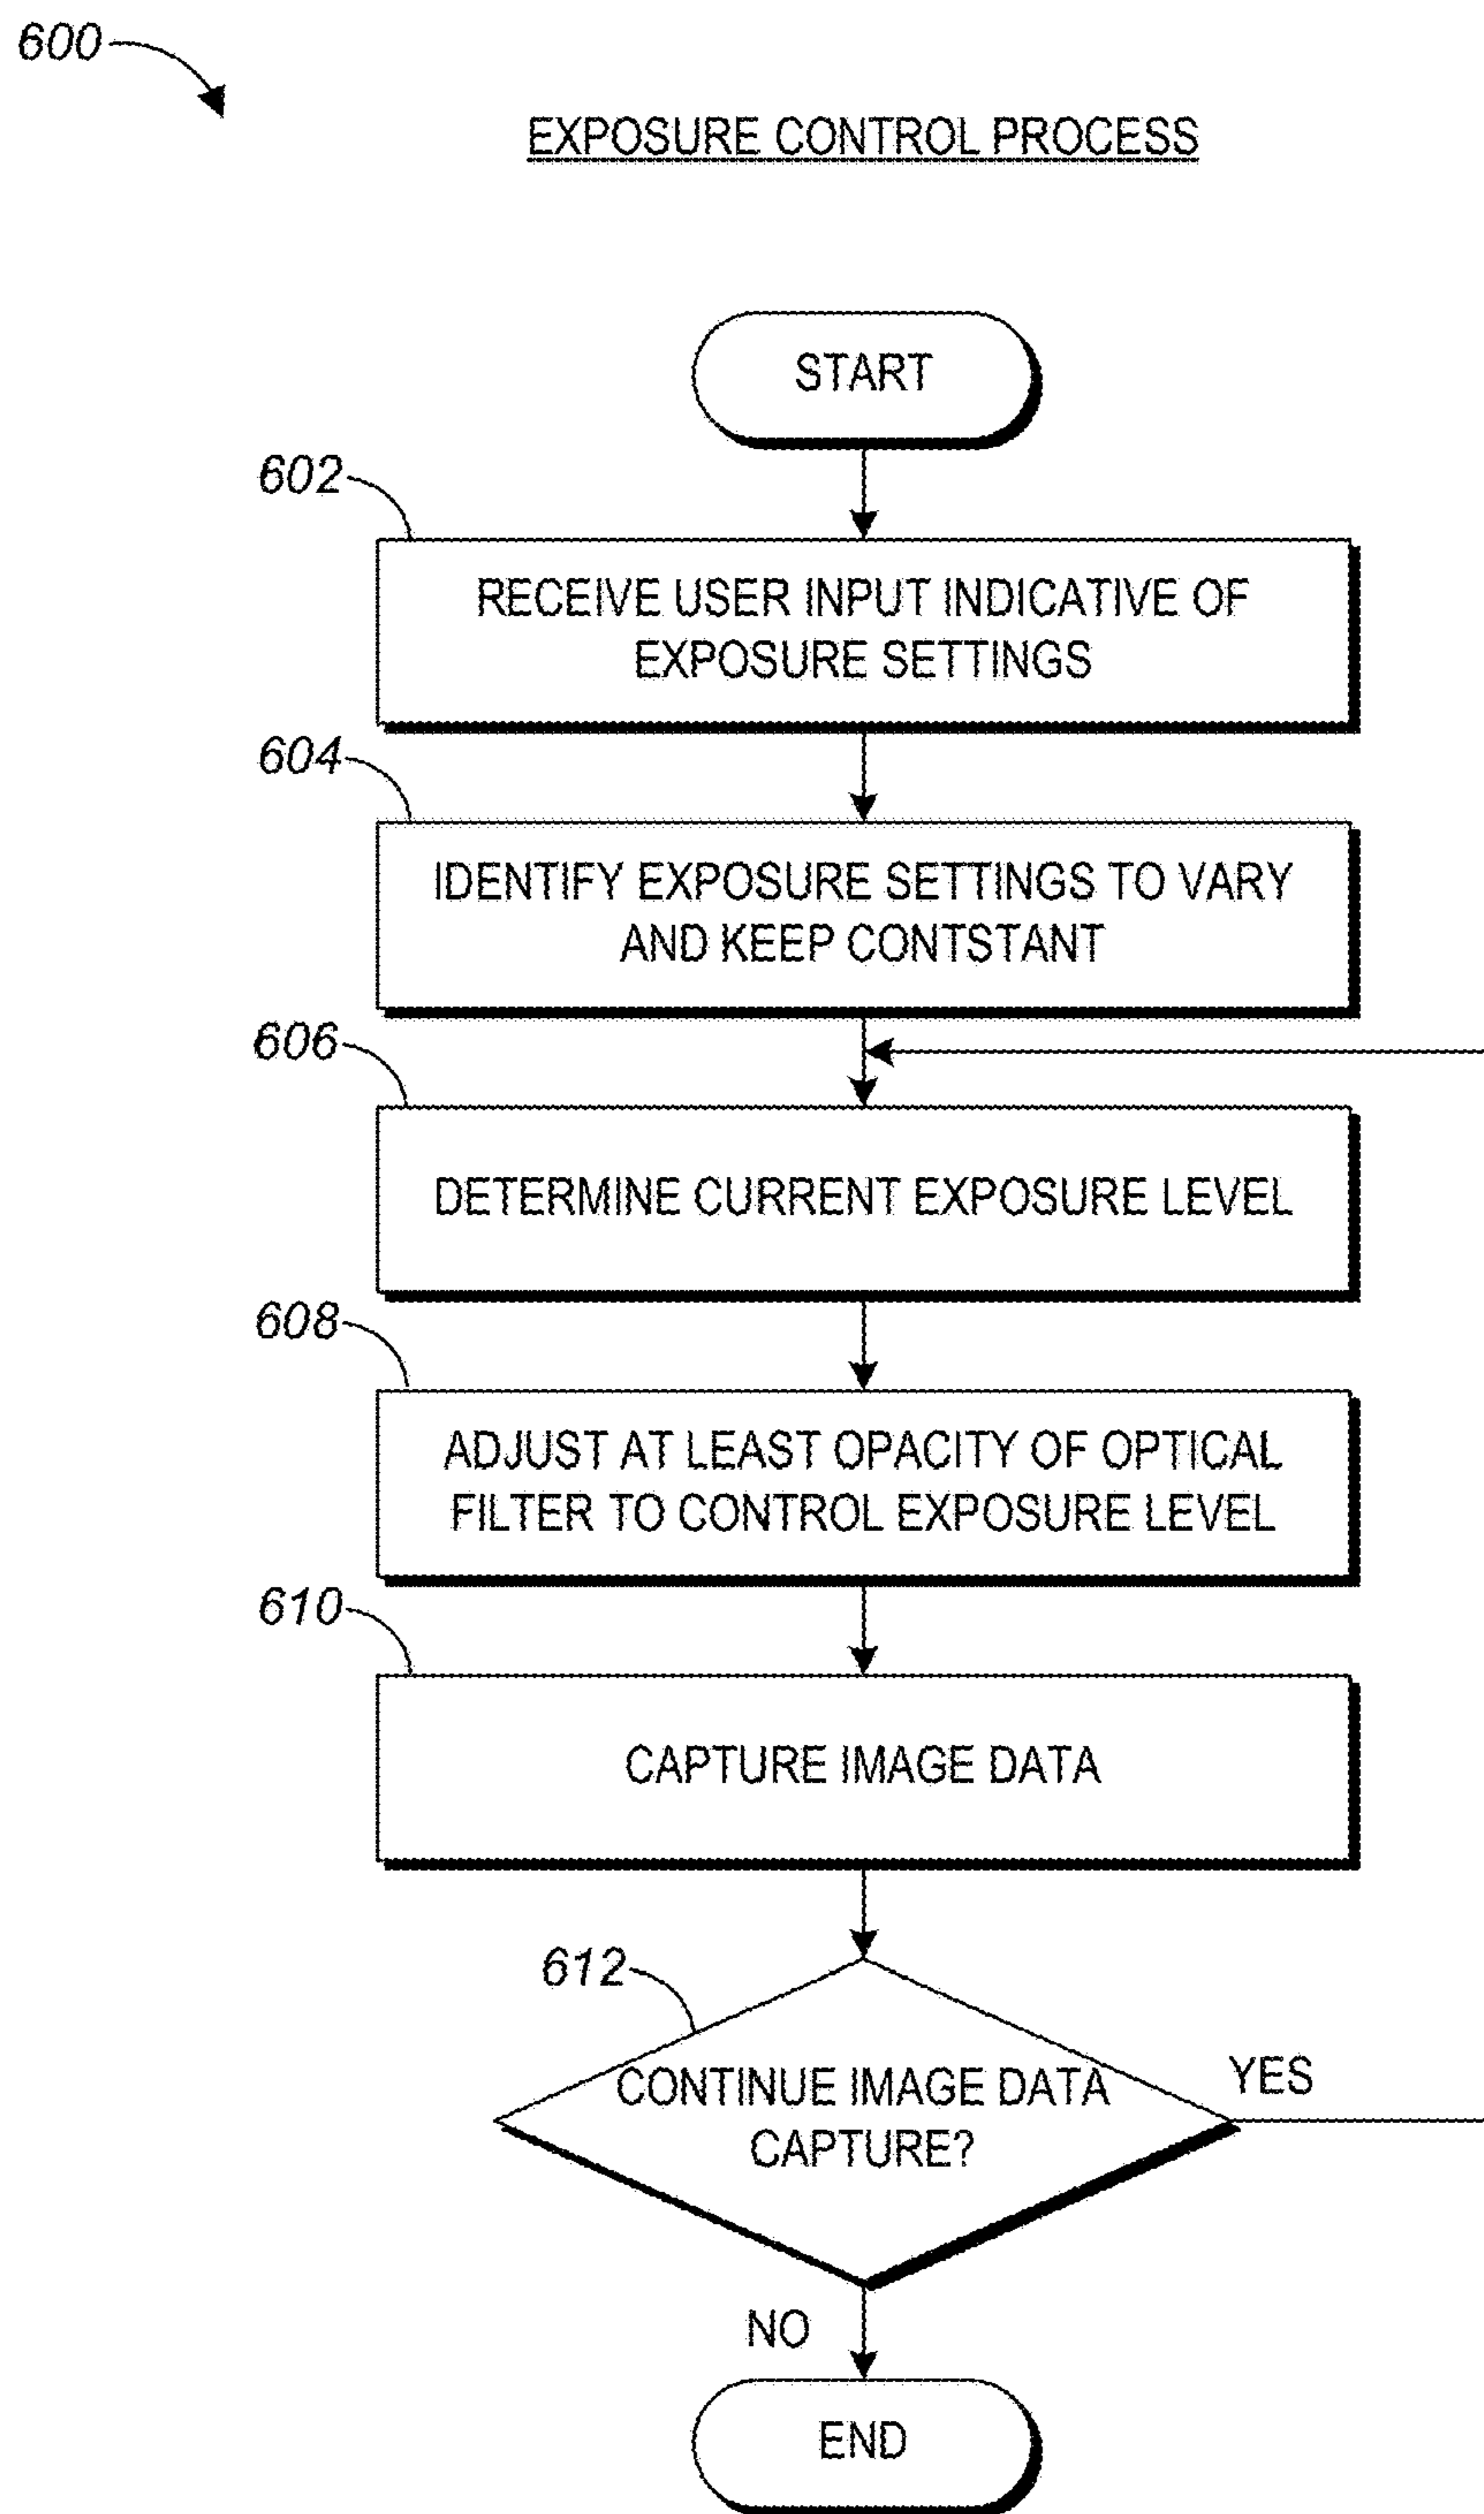 600
EXPOSURE CONTROL PROCESS
START
602
RECEIVE USER INPUT INDICATIVE OF
EXPOSURE SETTINGS
604
IDENTIFY EXPOSURE SETTINGS TO VARY
AND KEEP CONTSTANT
606
DETERMINE CURRENT EXPOSURE LEVEL
608
ADJUST AT LEAST OPACITY OF OPTICAL
FILTER TO CONTROL EXPOSURE LEVEL
610
CAPTURE IMAGE DATA
612
CONTINUE IMAGE DATA
CAPTURE?
YES
NO
END